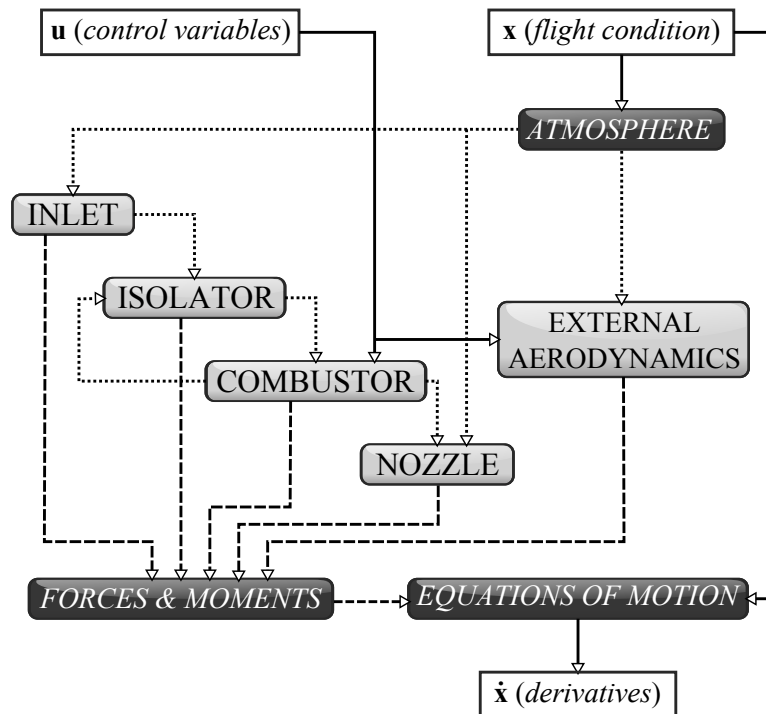 u (control variables)
x (flight condition)
ATMOSPHERE
INLET
ISOLATOR
EXTERNAL
AERODYNAMICS
COMBUSTOR
NOZZLE
FORCES & MOMENTS
EQUATIONS OF MOTION
ẋ (derivatives)